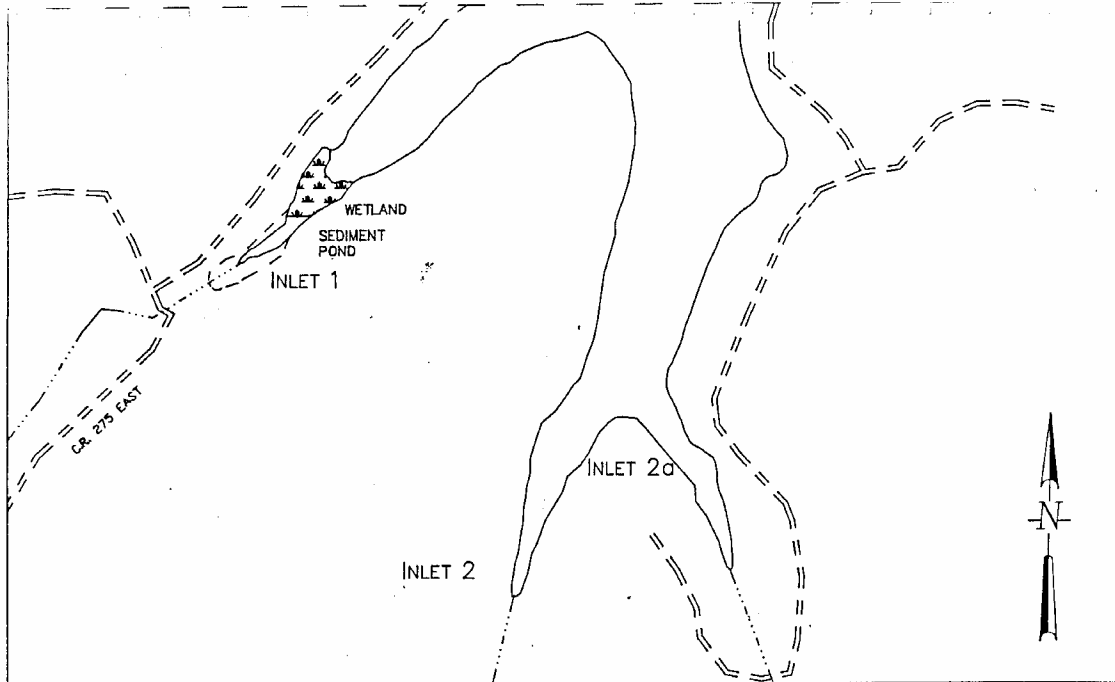 WETLAND
SEDIMENT
POND
INLET 1
C.R. 275 EAST
INLET 2a
INLET 2
N